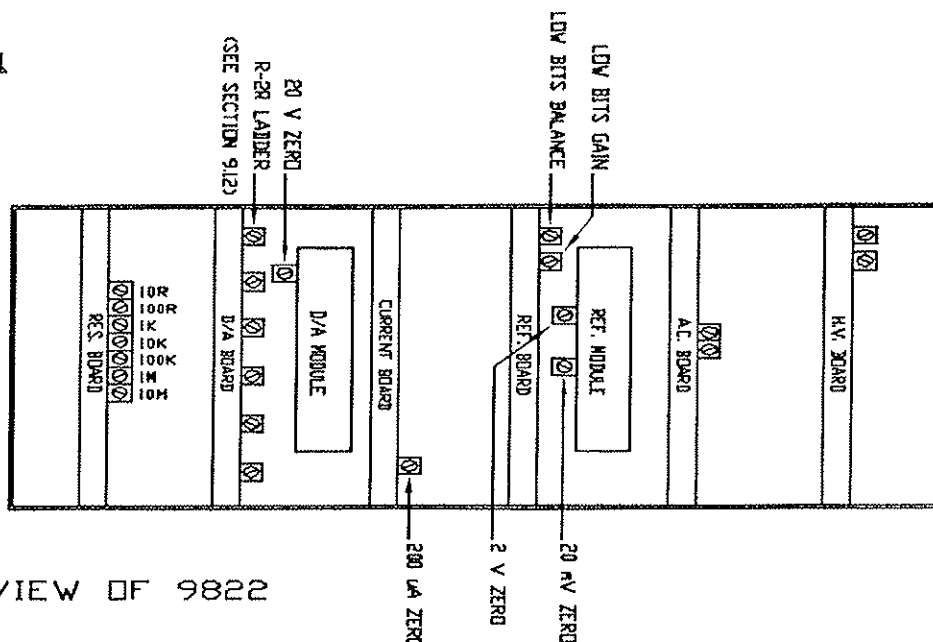 20 V ZERO
R-2R LADDER
(SEE SECTION 9.12)
LOW BITS GAIN
LOW BITS BALANCE
RES. BOARD
10R
100R
1K
10K
100K
1M
10M
D/A BOARD
D/A MODULE
CURRENT BOARD
REF. BOARD
REF. MODULE
A.C. BOARD
H.V. BOARD
200 uA ZERO
2 V ZERO
20 mV ZERO
VIEW OF 9822